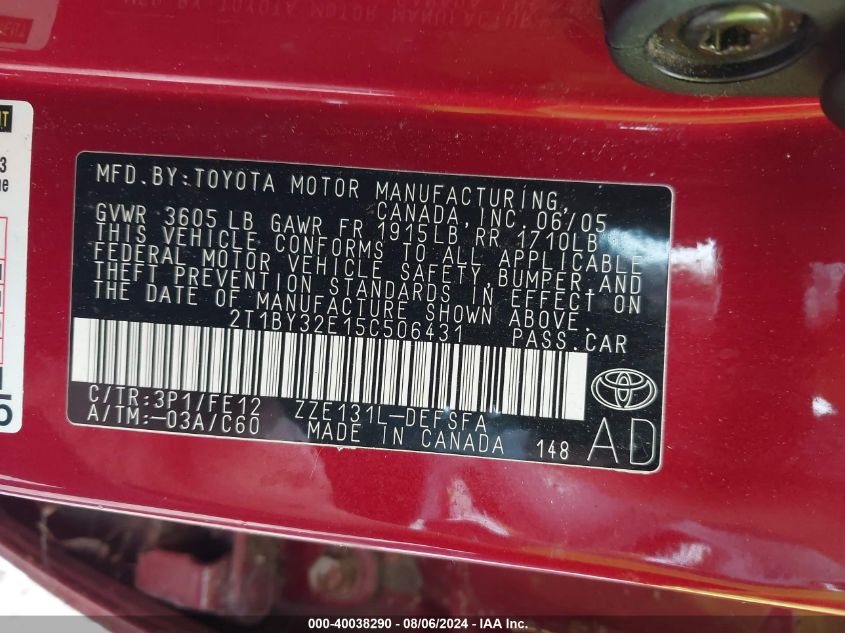 MFD.BY:TOYOTA MOTOR MANUFACTURING,
CANADA,INC. 06/05
GVWR 3605 LB GAWR FR 1915LB RR 1710LB
THIS VEHICLE CONFORMS TO ALL APPLICABLE
FEDERAL MOTOR VEHICLE SAFETY,BUMPER,AND
THEFT PREVENTION STANDARDS IN EFFECT ON
THE DATE OF MANUFACTURE SHOWN ABOVE.
2T1BY32E15C506431 PASS.CAR
C/TR:3P1/FE12 ZZE131L-DEFSFA
A/TM:-03A/C60 MADE IN CANADA 148 AD
3
5
000-40038290 - 08/06/2024 - IAA Inc.